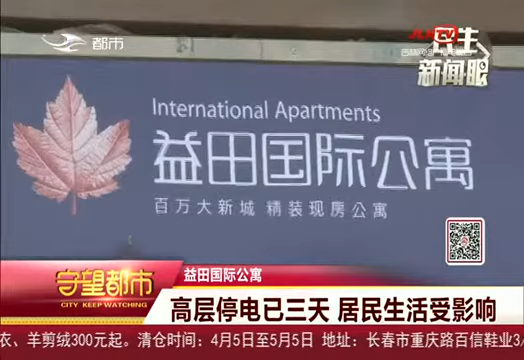 都市
民生
新闻眼
International Apartments
益田国际公寓
百万大新城 精装现房公寓
守望都市
CITY KEEP WATCHING
益田国际公寓
高层停电已三天 居民生活受影响
衣、羊剪绒300元起。清仓时间：4月5日至5月5日 地址：长春市重庆路百信鞋业3